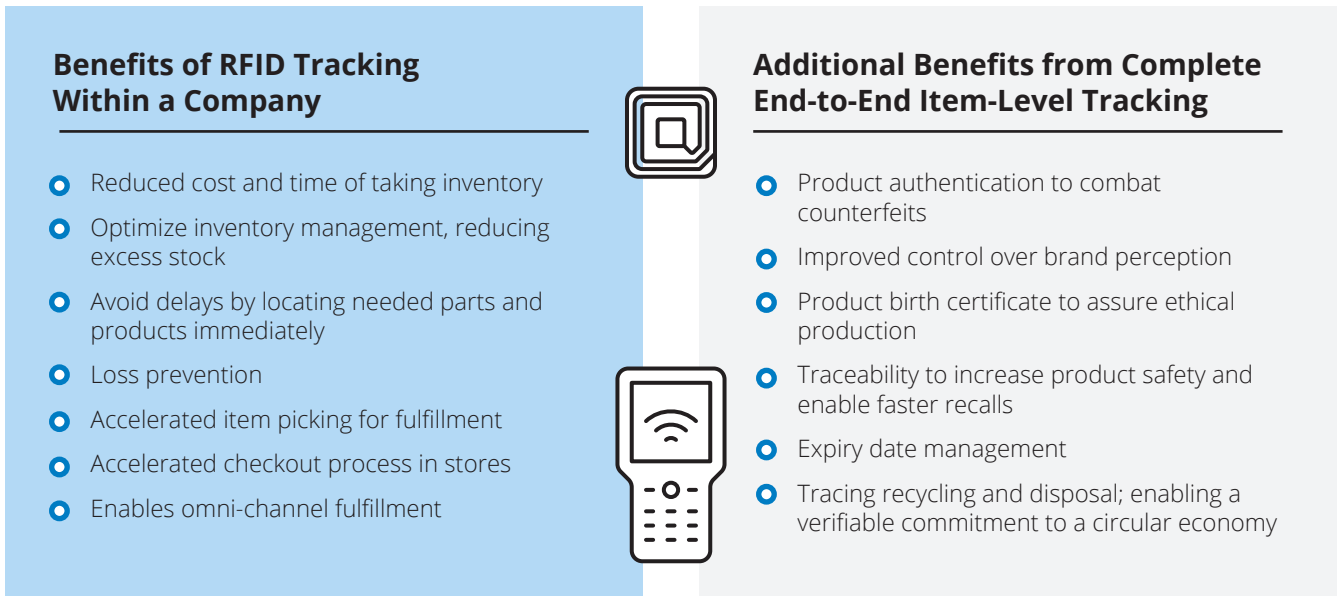 Benefits of RFID Tracking
Within a Company
Reduced cost and time of taking inventory
Optimize inventory management, reducing
excess stock
Avoid delays by locating needed parts and
products immediately
Loss prevention
Accelerated item picking for fulfillment
Accelerated checkout process in stores
Enables omni-channel fulfillment
Additional Benefits from Complete
End-to-End Item-Level Tracking
Product authentication to combat
counterfeits
Improved control over brand perception
Product birth certificate to assure ethical
production
Traceability to increase product safety and
enable faster recalls
Expiry date management
Tracing recycling and disposal; enabling a
verifiable commitment to a circular economy